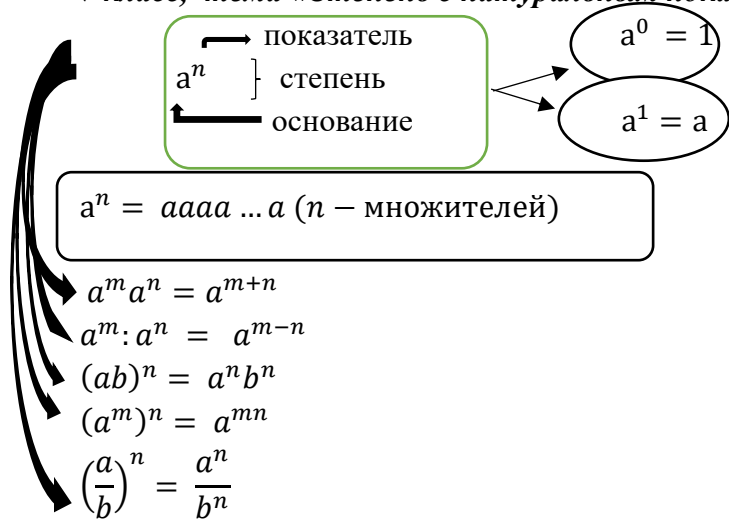 показатель
aⁿ } степень
основание
a⁰ = 1
a¹ = a
aⁿ = aaaa … a (n − множителей)
aᵐaⁿ = aᵐ⁺ⁿ
aᵐ: aⁿ = aᵐ⁻ⁿ
(ab)ⁿ = aⁿbⁿ
(aᵐ)ⁿ = aᵐⁿ
(a/b)ⁿ = aⁿ/bⁿ